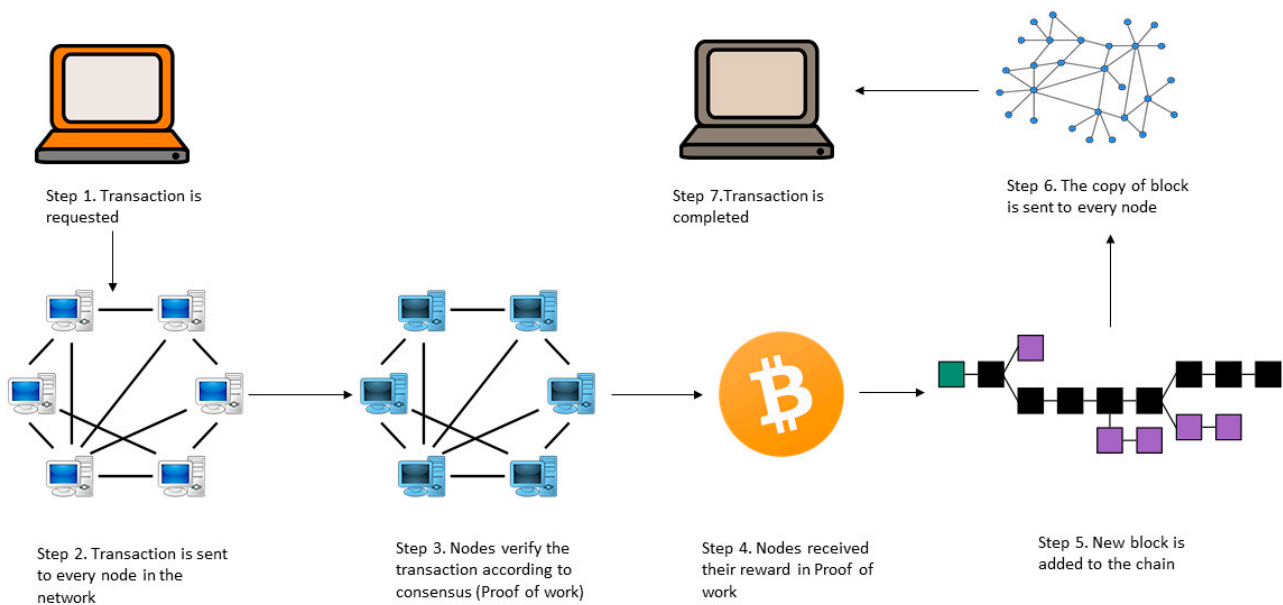 Step 1. Transaction is
requested
Step 2. Transaction is sent
to every node in the
network
Step 3. Nodes verify the
transaction according to
consensus (Proof of work)
Step 4. Nodes received
their reward in Proof of
work
Step 5. New block is
added to the chain
Step 6. The copy of block
is sent to every node
Step 7.Transaction is
completed